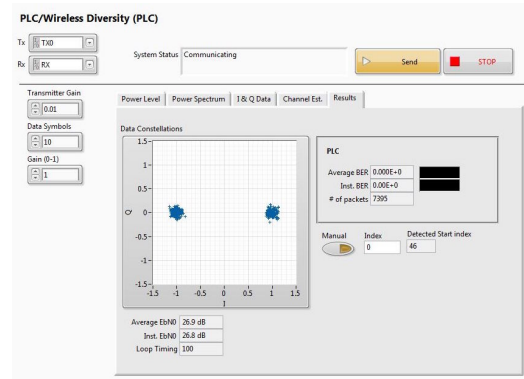 PLC/Wireless Diversity (PLC)
Tx TX0
Rx RX
System Status Communicating
Send
STOP
Transmitter Gain
0.01
Data Symbols
10
Gain (0-1)
1
Power Level Power Spectrum I & Q Data Channel Est. Results
Data Constellations
1.5
1
0.5
0
-0.5
-1
-1.5
Q
-1.5 -1 -0.5 0 0.5 1 1.5
I
PLC
Average BER 0.000E+0
Inst. BER 0.00E+0
# of packets 7395
Manual Index Detected Start index
0 46
Average EbN0 26.9 dB
Inst. EbN0 26.8 dB
Loop Timing 100